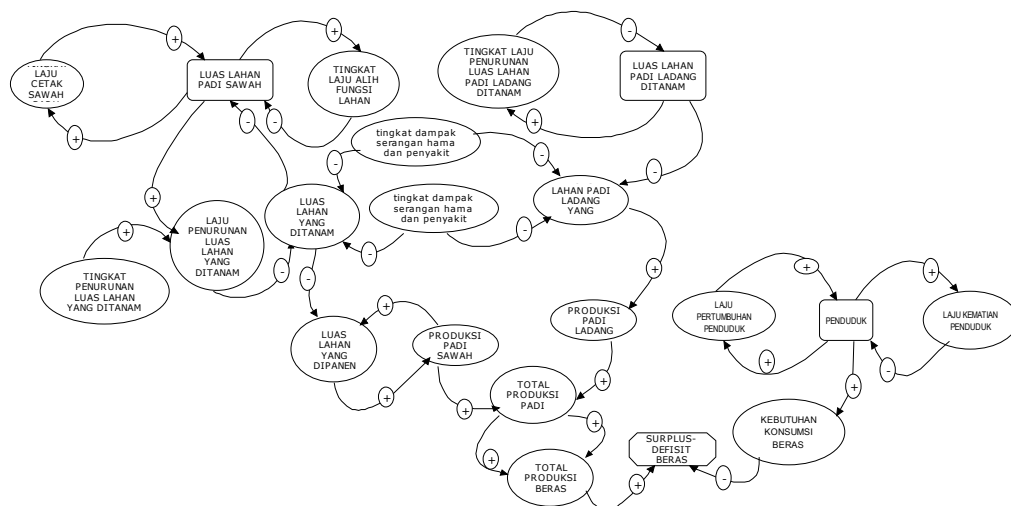 +
-
+
LAJU
CETAK
SAWAH
LUAS LAHAN
PADI SAWAH
TINGKAT
LAJU ALIH
FUNGSI
LAHAN
TINGKAT LAJU
PENURUNAN
LUAS LAHAN
PADI LADANG
DITANAM
LUAS LAHAN
PADI LADANG
DITANAM
+
-
-
+
tingkat dampak
serangan hama
dan penyakit
-
-
-
+
LUAS
LAHAN
YANG
DITANAM
tingkat dampak
serangan hama
dan penyakit
LAHAN PADI
LADANG
YANG
LAJU
PENURUNAN
LUAS
LAHAN
YANG
DITANAM
+
-
-
-
TINGKAT
PENURUNAN
LUAS LAHAN
YANG DITANAM
-
+
+
+
LAJU
PERTUMBUHAN
PENDUDUK
PENDUDUK
LAJU KEMATIAN
PENDUDUK
PRODUKSI
PADI
LADANG
+
LUAS
LAHAN
YANG
DIPANEN
PRODUKSI
PADI
SAWAH
+
-
+
+
+
+
TOTAL
PRODUKSI
PADI
KEBUTUHAN
KONSUMSI
BERAS
+
+
SURPLUS-
DEFISIT
BERAS
TOTAL
PRODUKSI
BERAS
+
-